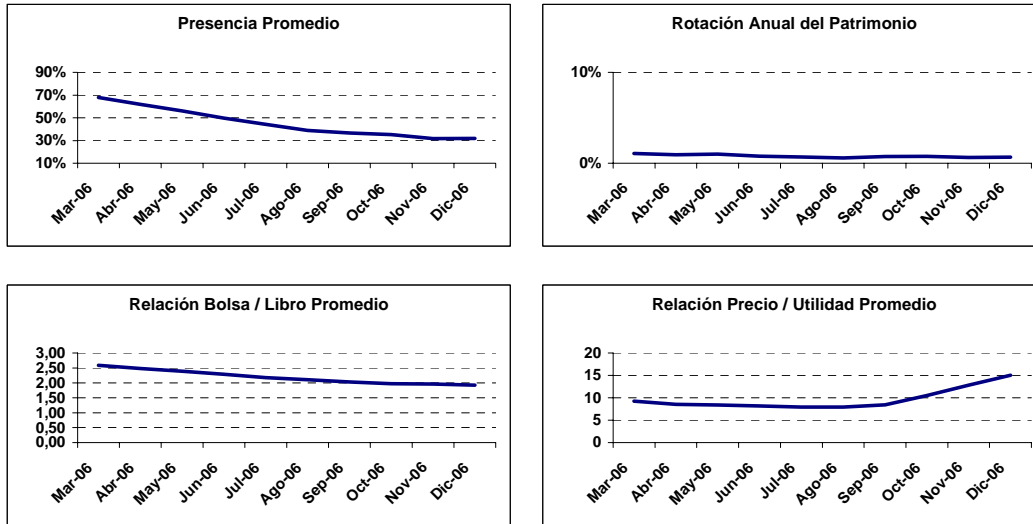 Presencia Promedio
90%
70%
50%
30%
10%
Mar-06
Abr-06
May-06
Jun-06
Jul-06
Ago-06
Sep-06
Oct-06
Nov-06
Dic-06
Rotación Anual del Patrimonio
10%
0%
Mar-06
Abr-06
May-06
Jun-06
Jul-06
Ago-06
Sep-06
Oct-06
Nov-06
Dic-06
Relación Bolsa / Libro Promedio
3,00
2,50
2,00
1,50
1,00
0,50
0,00
Mar-06
Abr-06
May-06
Jun-06
Jul-06
Ago-06
Sep-06
Oct-06
Nov-06
Dic-06
Relación Precio / Utilidad Promedio
20
15
10
5
0
Mar-06
Abr-06
May-06
Jun-06
Jul-06
Ago-06
Sep-06
Oct-06
Nov-06
Dic-06